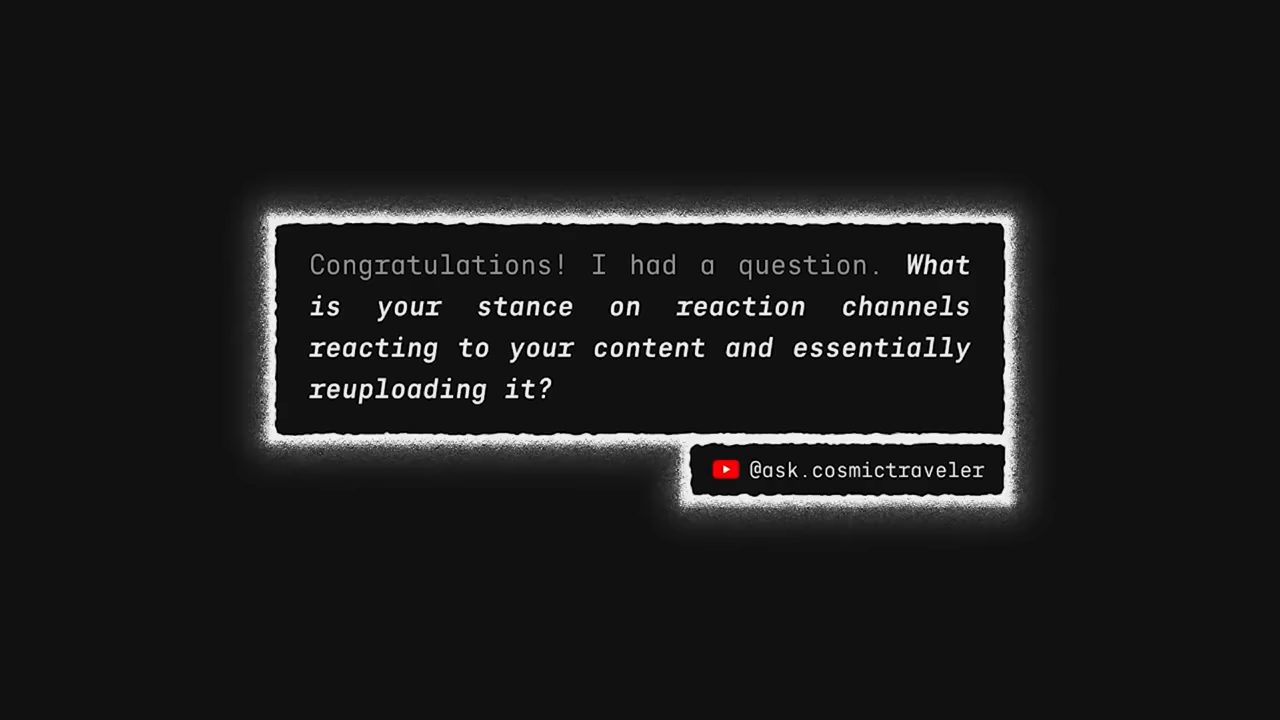 Congratulations! I had a question. What
is your stance on reaction channels
reacting to your content and essentially
reuploading it?
@ask.cosmictraveler